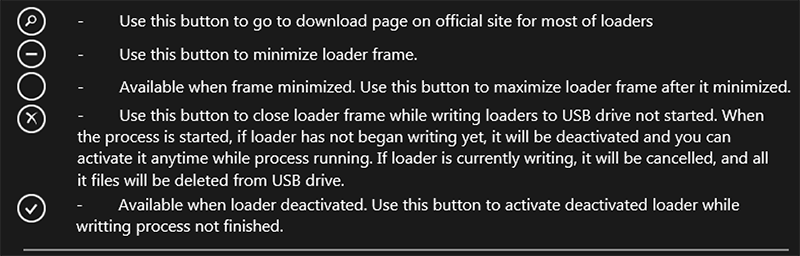 - Use this button to go to download page on official site for most of loaders
- Use this button to minimize loader frame.
- Available when frame minimized. Use this button to maximize loader frame after it minimized.
- Use this button to close loader frame while writing loaders to USB drive not started. When
the process is started, if loader has not began writing yet, it will be deactivated and you can
activate it anytime while process running. If loader is currently writing, it will be cancelled, and all
it files will be deleted from USB drive.
- Available when loader deactivated. Use this button to activate deactivated loader while
writting process not finished.